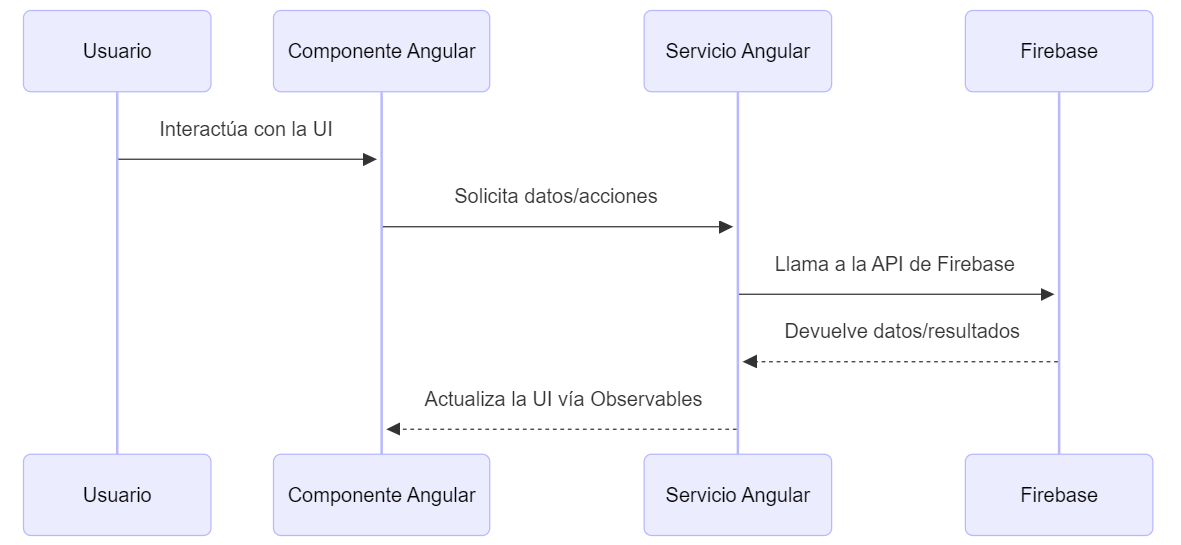 Usuario
Componente Angular
Servicio Angular
Firebase
Interactúa con la UI
Solicita datos/acciones
Llama a la API de Firebase
Devuelve datos/resultados
Actualiza la UI vía Observables
Usuario
Componente Angular
Servicio Angular
Firebase